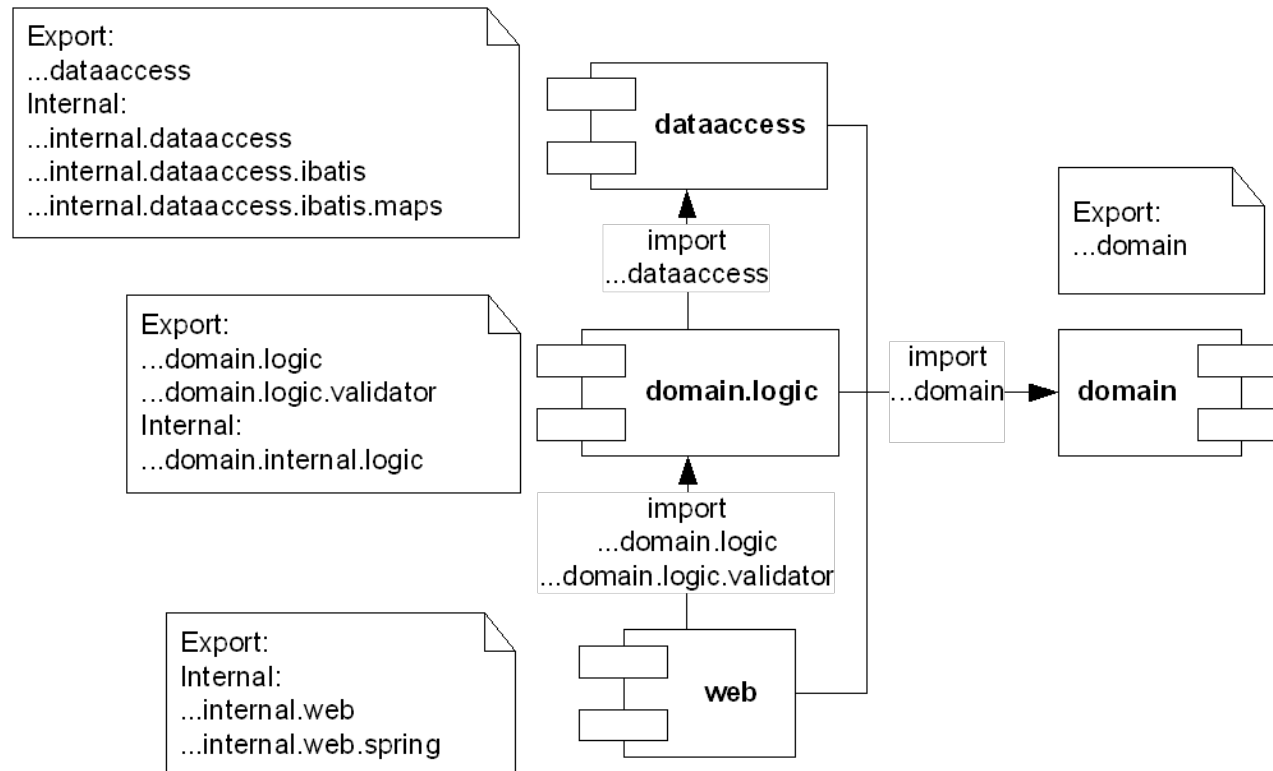 Export:
...dataaccess
Internal:
...internal.dataaccess
...internal.dataaccess.ibatis
...internal.dataaccess.ibatis.maps
dataaccess
Export:
...domain
import
...dataaccess
Export:
...domain.logic
...domain.logic.validator
Internal:
...domain.internal.logic
domain.logic
import
...domain
domain
import
...domain.logic
...domain.logic.validator
Export:
Internal:
...internal.web
...internal.web.spring
web